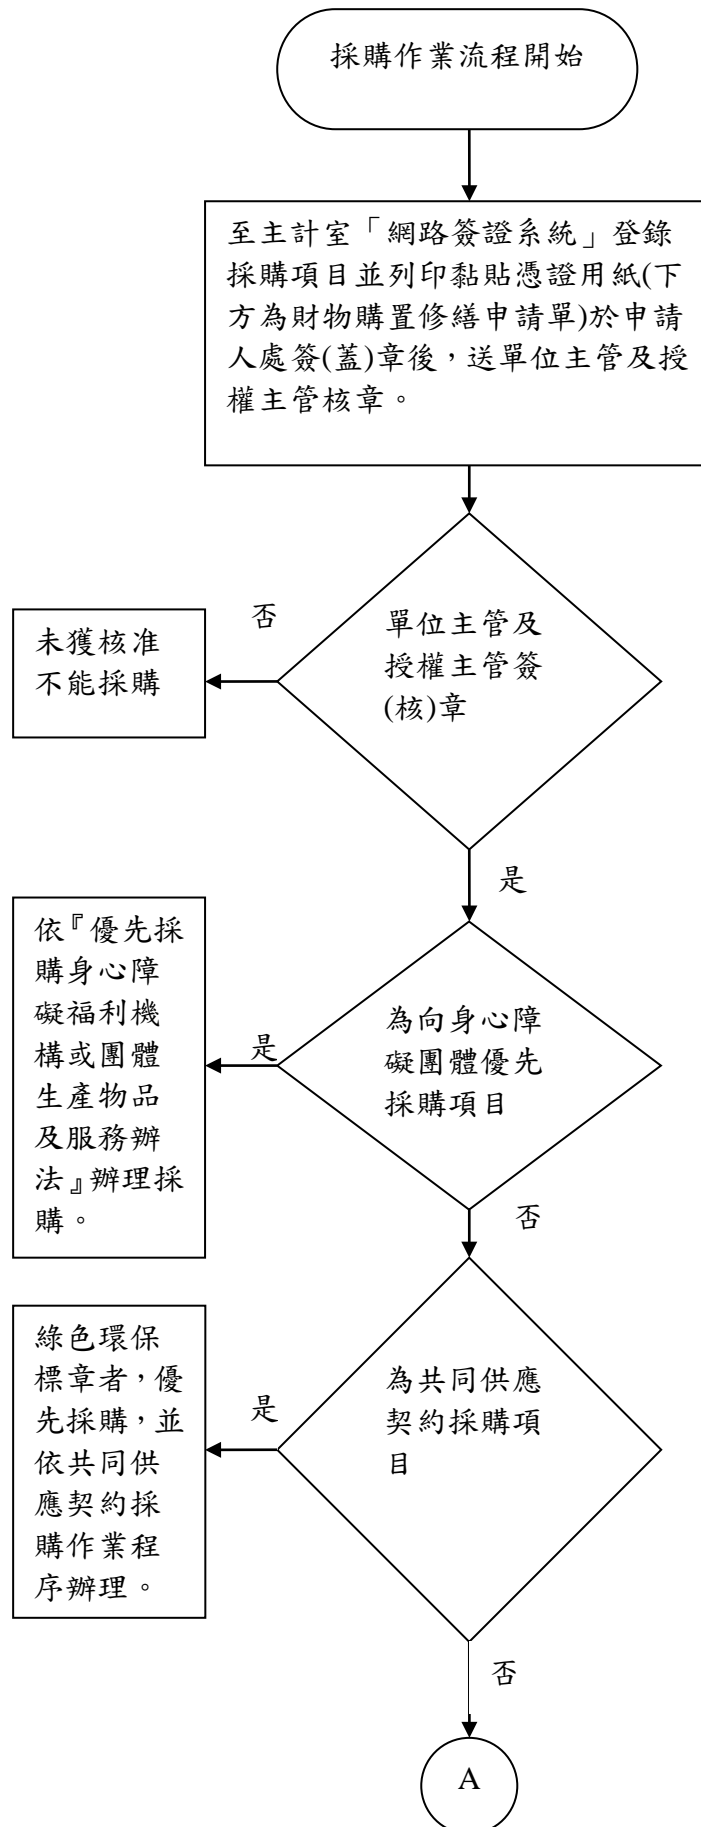 採購作業流程開始
至主計室「網路簽證系統」登錄
採購項目並列印黏貼憑證用紙(下
方為財物購置修繕申請單)於申請
人處簽(蓋)章後，送單位主管及授
權主管核章。
否
單位主管及
授權主管簽
(核)章
未獲核准
不能採購
是
依『優先採
購身心障
礙福利機
構或團體
生產物品
及服務辦
法』辦理採
購。
是
為向身心障
礙團體優先
採購項目
否
綠色環保
標章者，優
先採購，並
依共同供
應契約採
購作業程
序辦理。
是
為共同供應
契約採購項
目
否
A